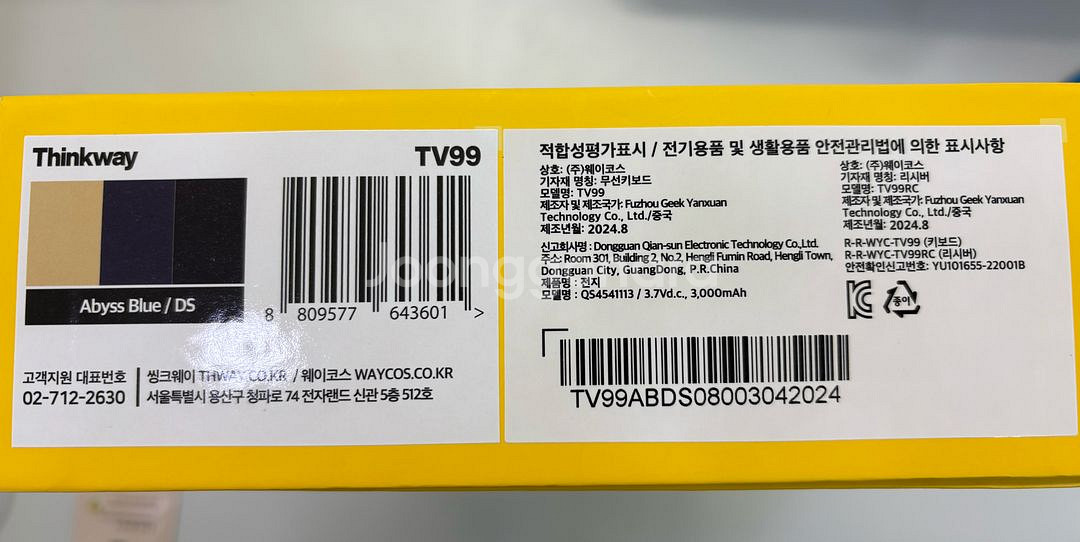 Thinkway
TV99
Abyss Blue / DS
8 809577 643601 >
고객지원 대표번호
02-712-2630
씽크웨이 THWAY.CO.KR / 웨이코스 WAYCOS.CO.KR
서울특별시 용산구 청파로 74 전자랜드 신관 5층 512호
적합성평가표시 / 전기용품 및 생활용품 안전관리법에 의한 표시사항
상호: (주)웨이코스
기자재 명칭: 무선키보드
모델명: TV99
제조자 및 제조국가: Fuzhou Geek Yanxuan
Technology Co., Ltd./중국
제조년월: 2024.8
신고회사명 : Dongguan Qian-sun Electronic Technology Co.,Ltd.
주소: Room 301, Building 2, No.2, Hengli Fumin Road, Hengli Town,
Dongguan City, GuangDong, P.R.China
제품명 : 전지
모델명 : QS4541113 / 3.7Vd.c., 3,000mAh
상호: (주)웨이코스
기자재 명칭: 리시버
모델명: TV99RC
제조자 및 제조국가: Fuzhou Geek Yanxuan
Technology Co., Ltd./중국
제조년월: 2024.8
R-R-WYC-TV99 (키보드)
R-R-WYC-TV99RC (리시버)
안전확인신고번호: YU101655-22001B
종이
TV99ABDS08003042024